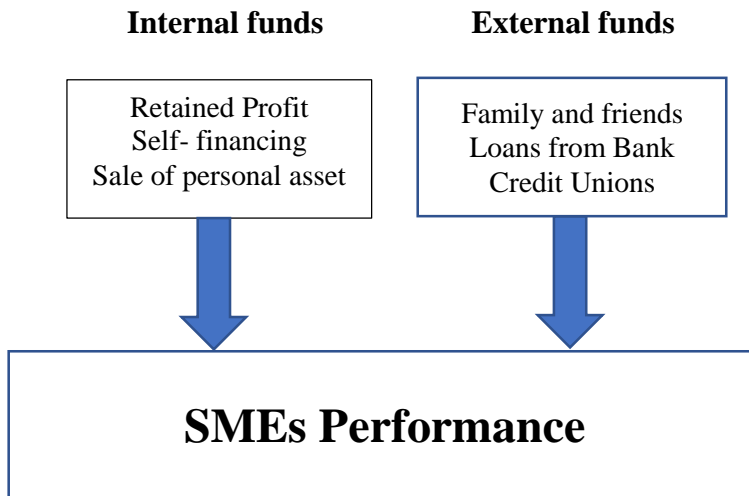 Internal funds
External funds
Retained Profit
Self- financing
Sale of personal asset
Family and friends
Loans from Bank
Credit Unions
SMEs Performance